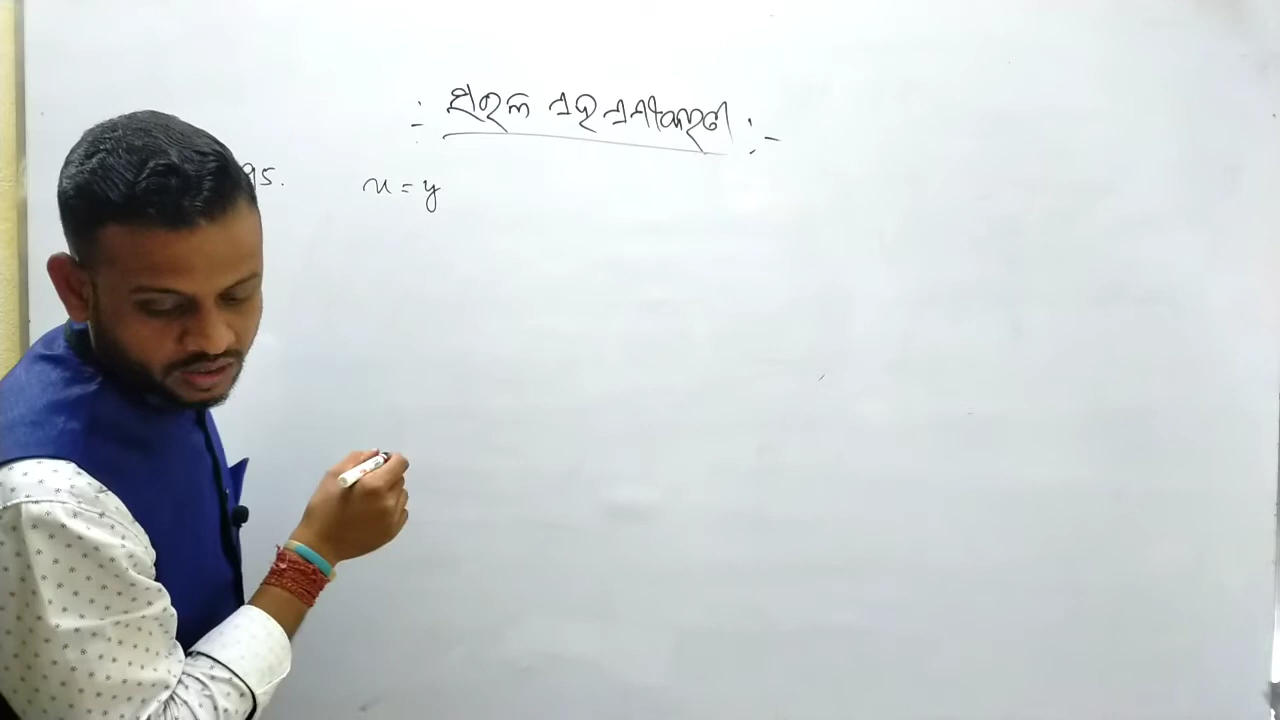 :- ସରଳ ସହସମୀକରଣ :-
95. x = y